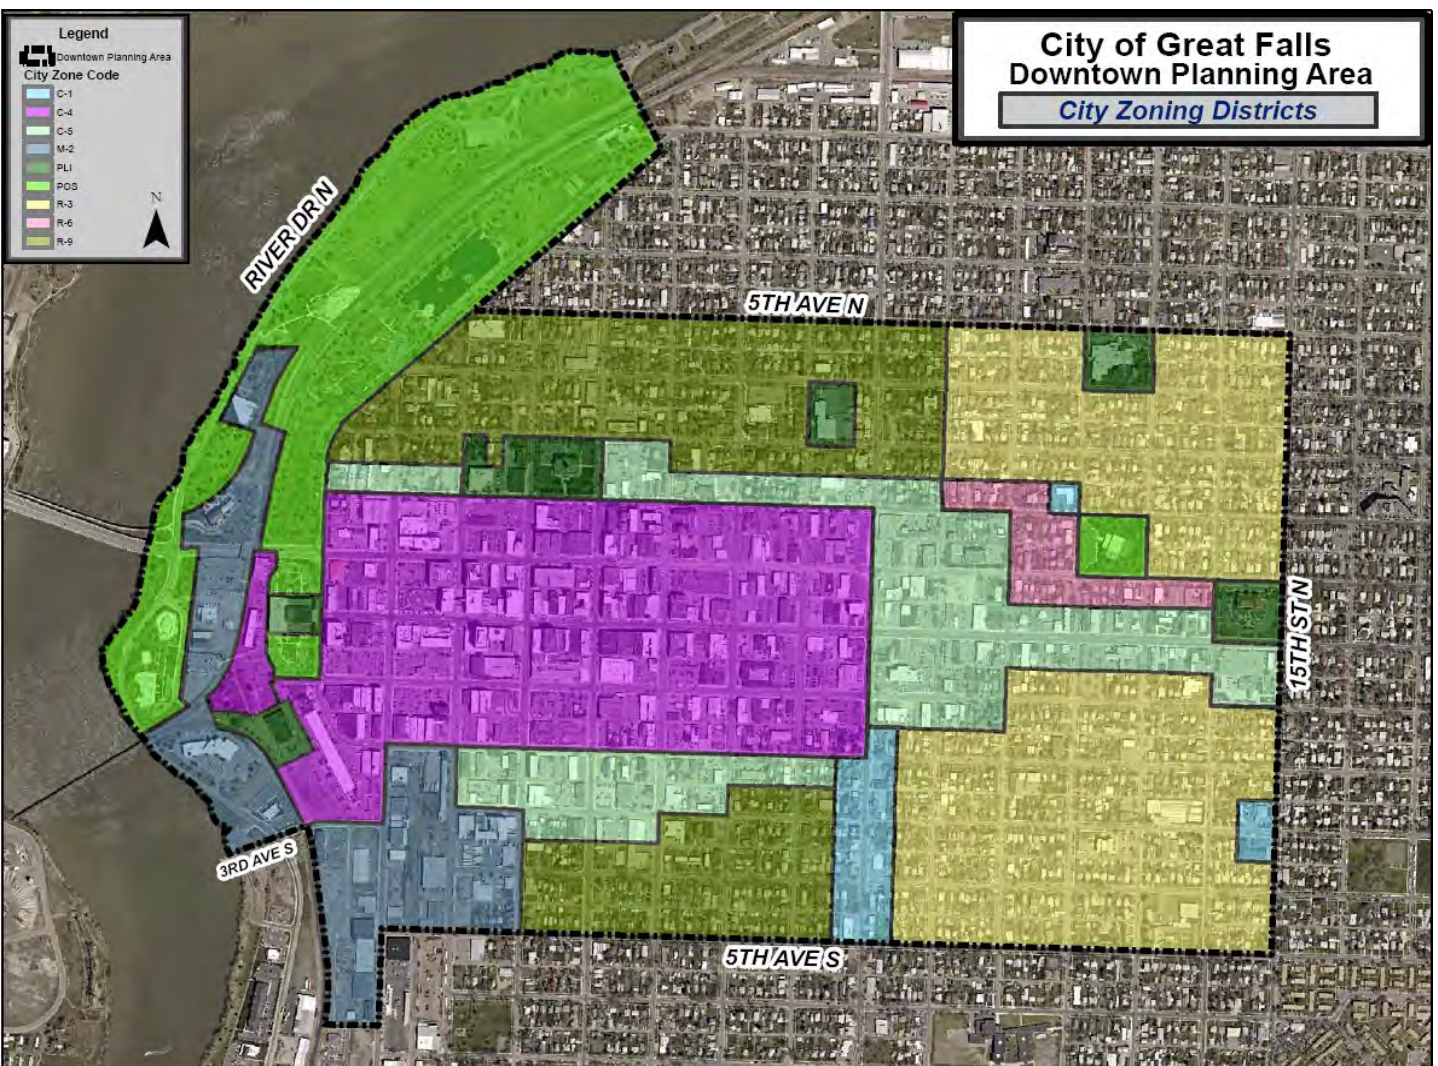 Legend
Downtown Planning Area
City Zone Code
C-1
C-4
C-5
M-2
PLI
POS
R-3
R-6
R-9
N
City of Great Falls
Downtown Planning Area
City Zoning Districts
RIVER DR N
5TH AVE N
15TH ST N
3RD AVE S
5TH AVE S